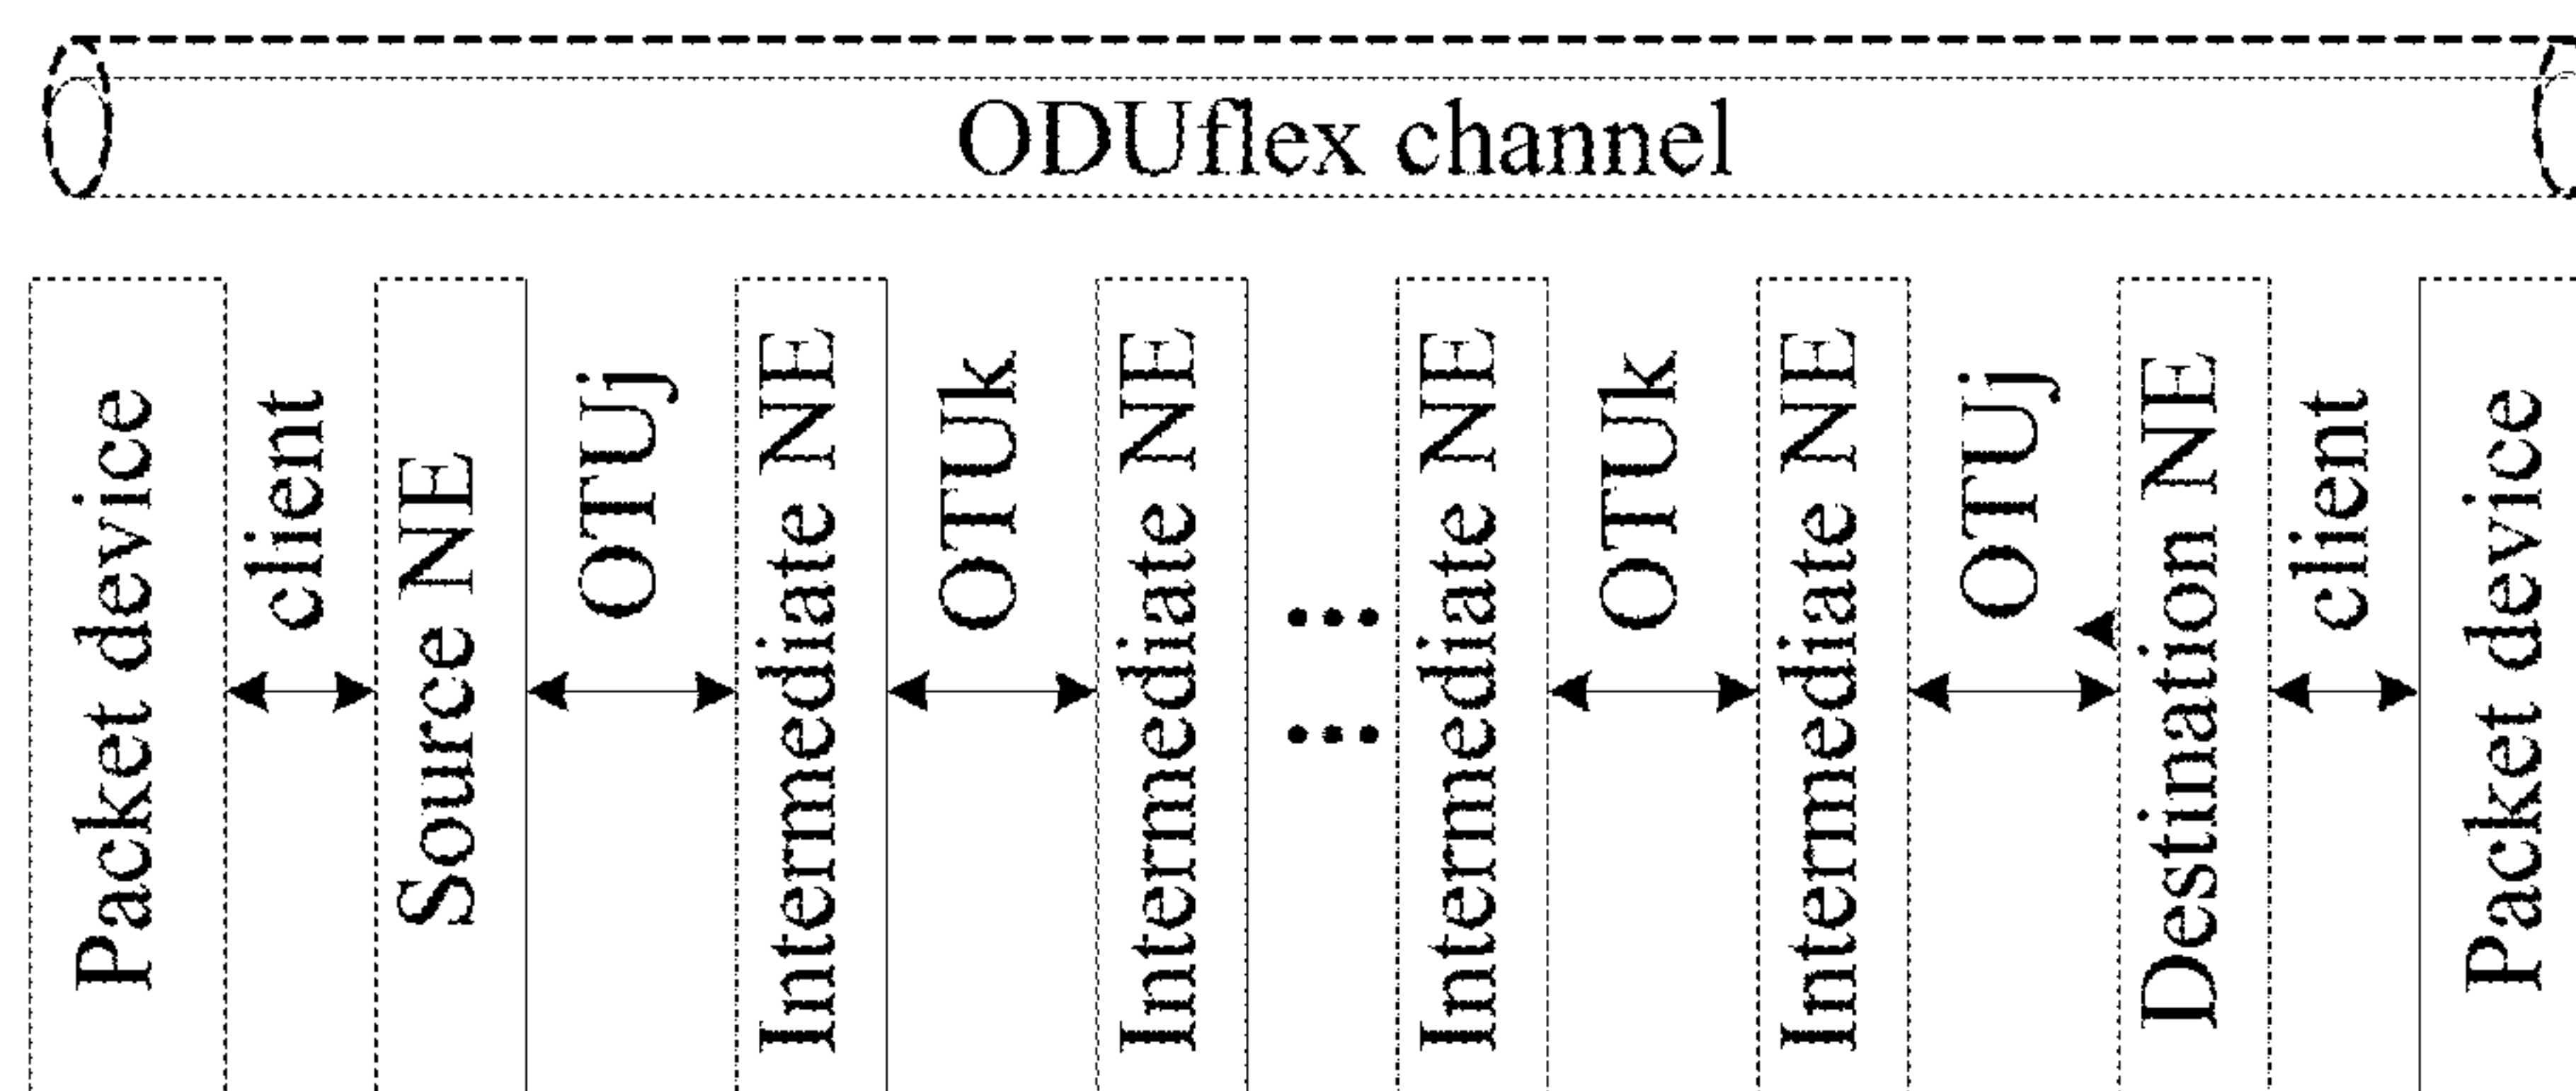 ODUflex channel
Packet device
client
Source NE
OTUj
Intermediate NE
OTUk
Intermediate NE
Intermediate NE
OTUk
Intermediate NE
OTUj
Destination NE
client
Packet device